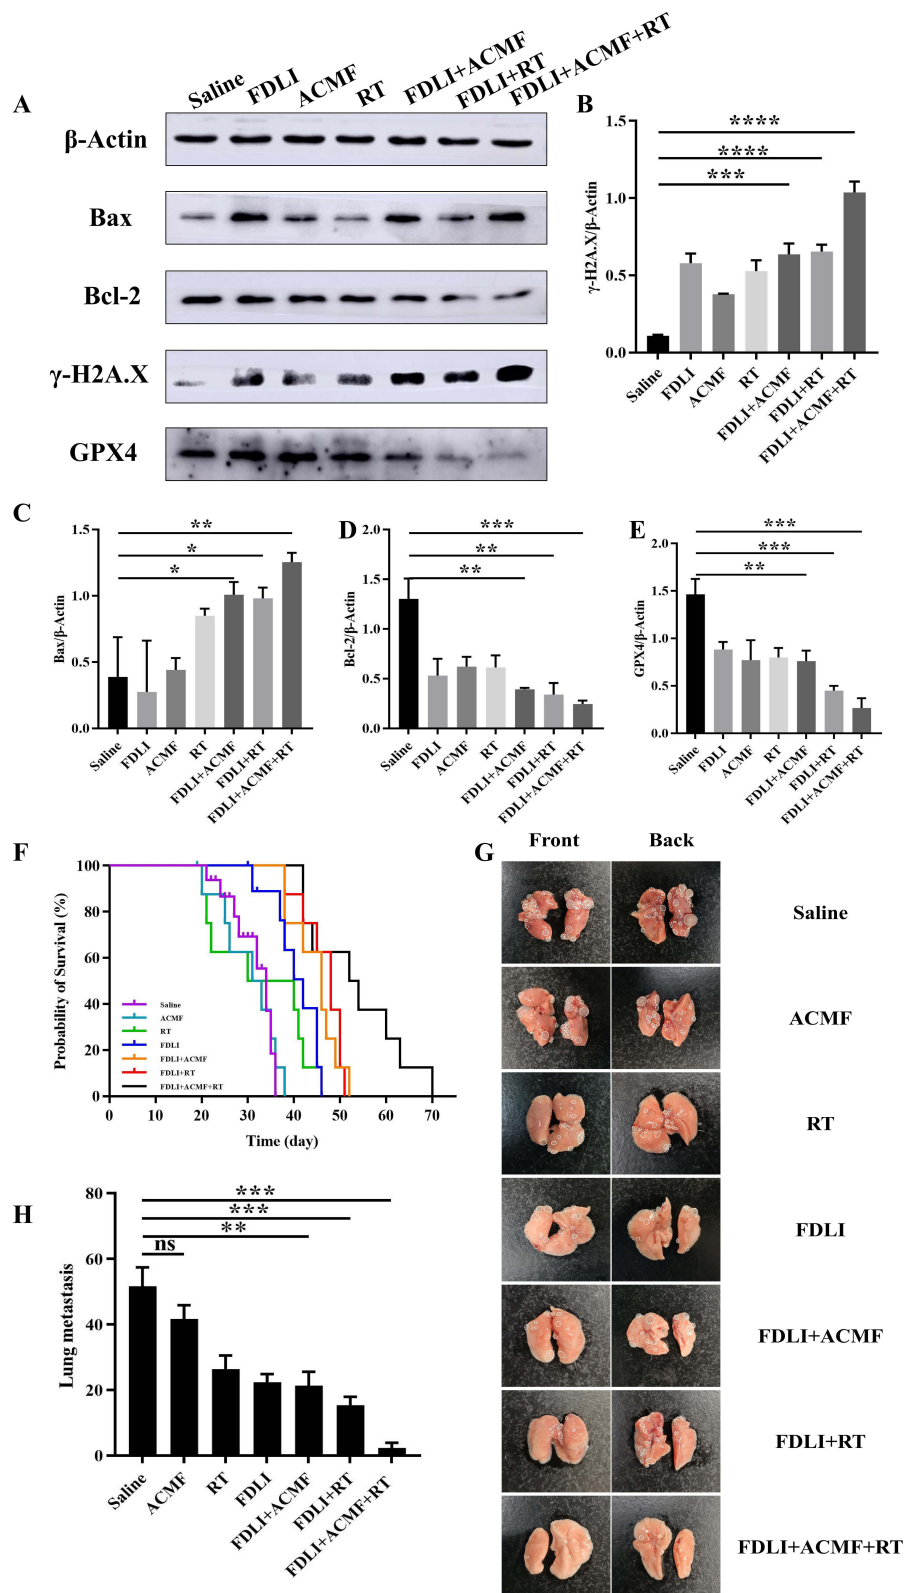 A
Saline
FDLI
ACMF
RT
FDLI+ACMF
FDLI+RT
FDLI+ACMF+RT
β-Actin
Bax
Bcl-2
γ-H2A.X
GPX4
B
****
****
***
γ-H2A.X/β-Actin
1.5
1.0
0.5
0.0
Saline
FDLI
ACMF
RT
FDLI+ACMF
FDLI+RT
FDLI+ACMF+RT
C
**
*
*
Bax/β-Actin
1.5
1.0
0.5
0.0
Saline
FDLI
ACMF
RT
FDLI+ACMF
FDLI+RT
FDLI+ACMF+RT
D
***
**
**
Bcl-2/β-Actin
2.0
1.5
1.0
0.5
0.0
Saline
FDLI
ACMF
RT
FDLI+ACMF
FDLI+RT
FDLI+ACMF+RT
E
***
***
**
GPX4/β-Actin
2.0
1.5
1.0
0.5
0.0
Saline
FDLI
ACMF
RT
FDLI+ACMF
FDLI+RT
FDLI+ACMF+RT
F
Probability of Survival (%)
100
80
60
40
20
0
Saline
ACMF
RT
FDLI
FDLI+ACMF
FDLI+RT
FDLI+ACMF+RT
0 10 20 30 40 50 60 70
Time (day)
G
Front Back
Saline
ACMF
RT
FDLI
FDLI+ACMF
FDLI+RT
FDLI+ACMF+RT
H
***
***
**
ns
Lung metastasis
80
60
40
20
0
Saline
ACMF
RT
FDLI
FDLI+ACMF
FDLI+RT
FDLI+ACMF+RT